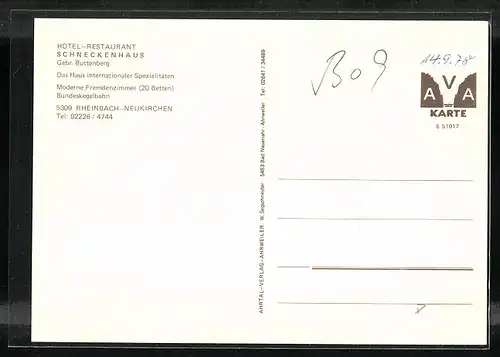 HOTEL-RESTAURANT
SCHNECKENHAUS
Gebr. Buttenberg
Das Haus internationaler Spezialitäten
Moderne Fremdenzimmer (20 Betten)
Bundeskegelbahn
5309 RHEINBACH-NEUKIRCHEN
Tel: 02226 / 4744
AHRTAL-VERLAG-AHRWEILER W. Segschneider 5483 Bad Neuenahr - Ahrweiler Tel: 02641 / 34489
14.9.78
AVA
KARTE
E 51017